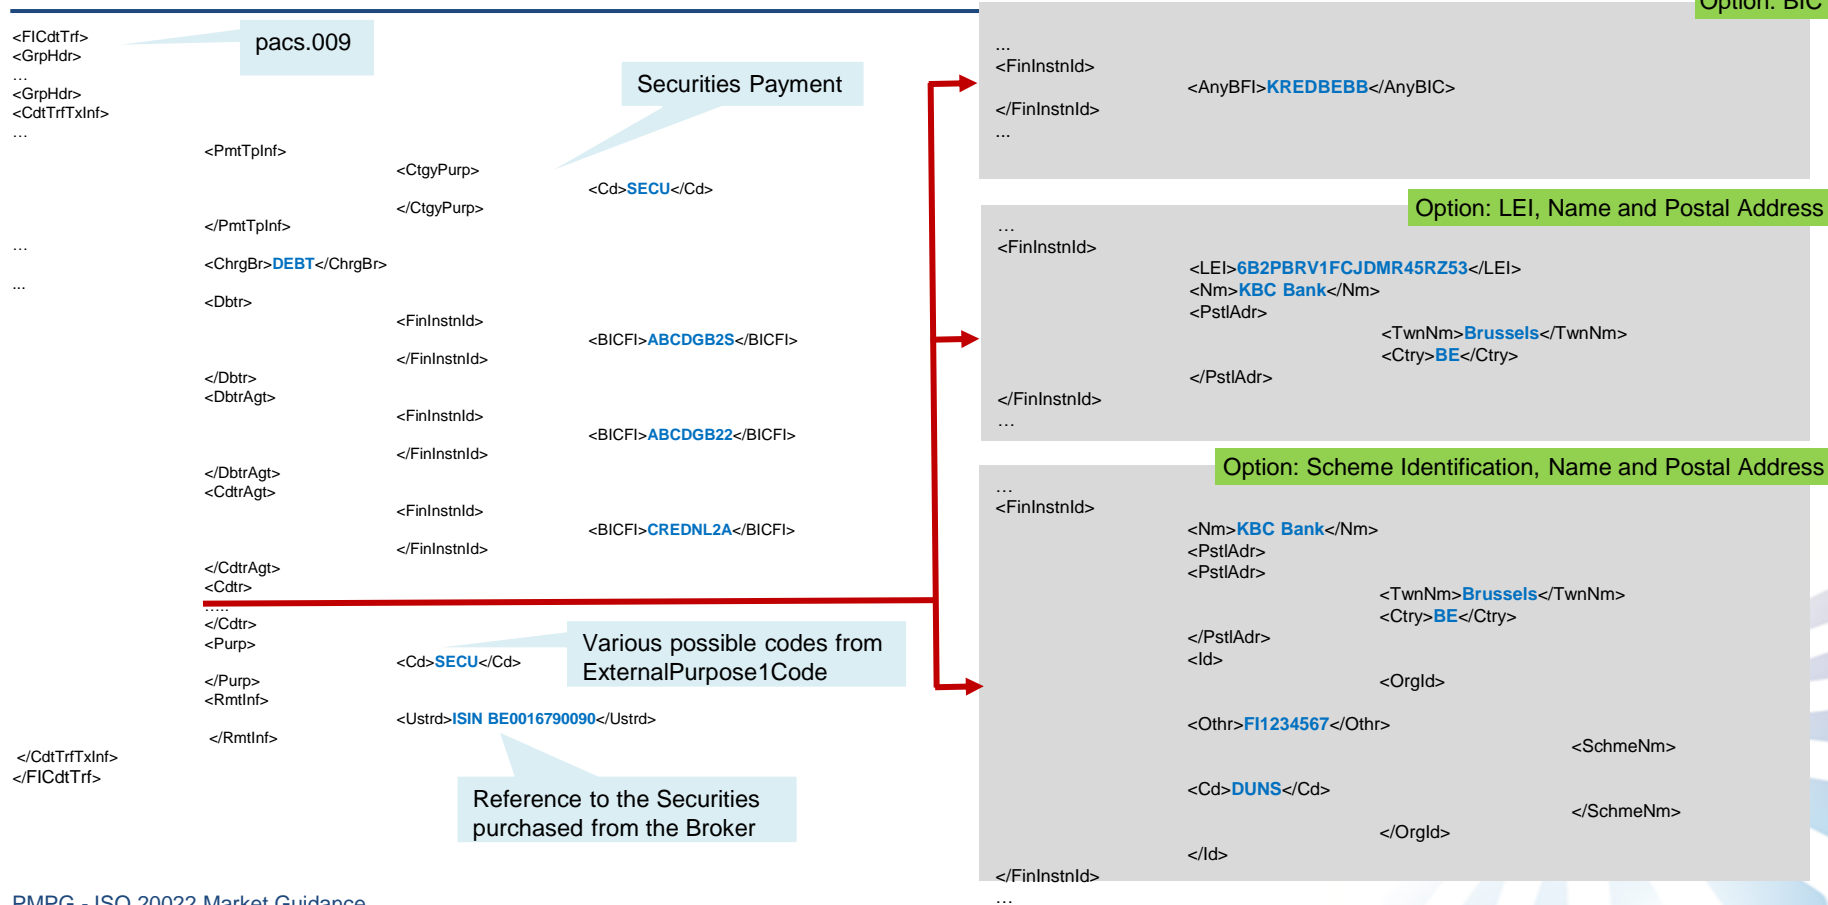 <FICdtTrf>
<GrpHdr>
…
<GrpHdr>
<CdtTrfTxInf>
…
pacs.009
Securities Payment
<PmtTpInf>
<CtgyPurp>
<Cd>SECU</Cd>
</CtgyPurp>
</PmtTpInf>
…
<ChrgBr>DEBT</ChrgBr>
...
<Dbtr>
<FinInstnId>
<BICFI>ABCDGB2S</BICFI>
</FinInstnId>
</Dbtr>
<DbtrAgt>
<FinInstnId>
<BICFI>ABCDGB22</BICFI>
</FinInstnId>
</DbtrAgt>
<CdtrAgt>
<FinInstnId>
<BICFI>CREDNL2A</BICFI>
</FinInstnId>
</CdtrAgt>
<Cdtr>
…..
</Cdtr>
<Purp>
<Cd>SECU</Cd>
</Purp>
<RmtInf>
<Ustrd>ISIN BE0016790090</Ustrd>
</RmtInf>
</CdtTrfTxInf>
</FICdtTrf>
Various possible codes from
ExternalPurpose1Code
Reference to the Securities
purchased from the Broker
Option: BIC
...
<FinInstnId>
<AnyBFI>KREDBEBB</AnyBIC>
</FinInstnId>
...
Option: LEI, Name and Postal Address
…
<FinInstnId>
<LEI>6B2PBRV1FCJDMR45RZ53</LEI>
<Nm>KBC Bank</Nm>
<PstlAdr>
<TwnNm>Brussels</TwnNm>
<Ctry>BE</Ctry>
</PstlAdr>
</FinInstnId>
…
Option: Scheme Identification, Name and Postal Address
…
<FinInstnId>
<Nm>KBC Bank</Nm>
<PstlAdr>
<PstlAdr>
<TwnNm>Brussels</TwnNm>
<Ctry>BE</Ctry>
</PstlAdr>
<Id>
<OrgId>
<Othr>FI1234567</Othr>
<SchmeNm>
<Cd>DUNS</Cd>
</SchmeNm>
</OrgId>
</Id>
</FinInstnId>
...
PMPG - ISO 20022 Market Guidance